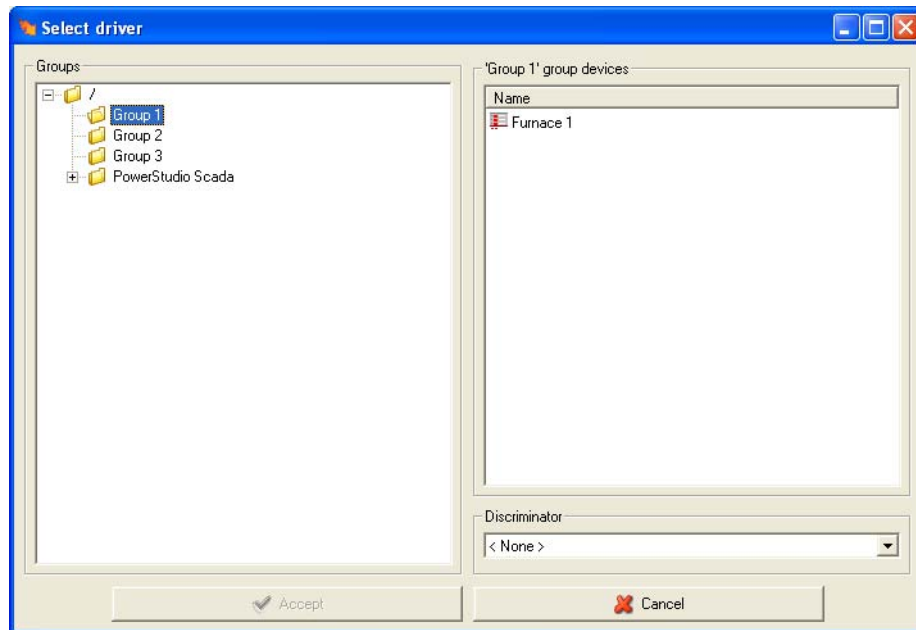 Select driver
Groups
/
Group 1
Group 2
Group 3
PowerStudio Scada
'Group 1' group devices
Name
Furnace 1
Discriminator
< None >
Accept
Cancel